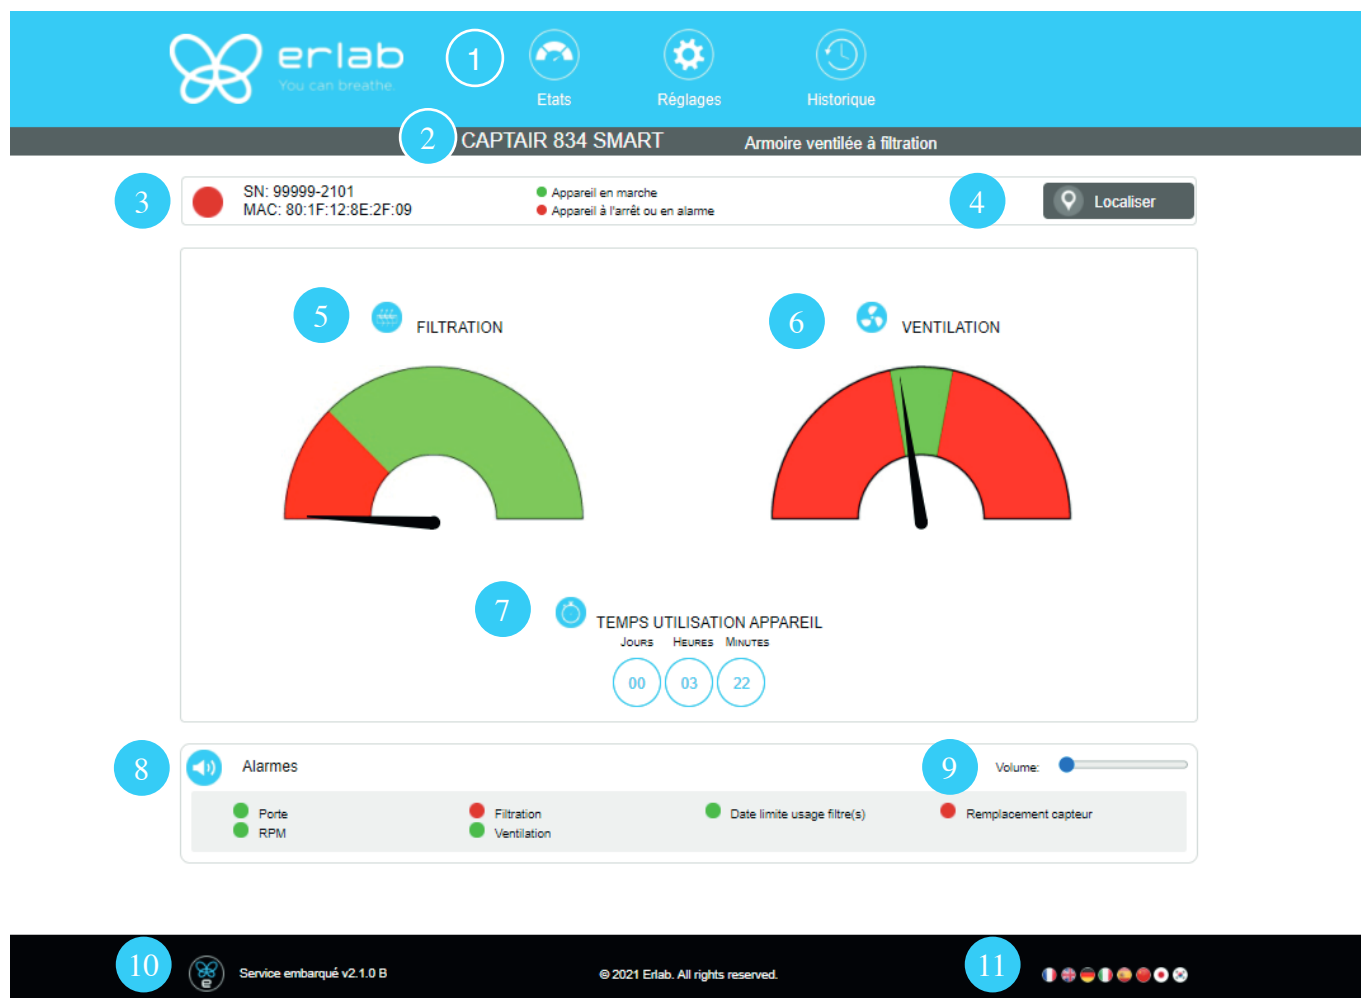 erlab
You can breathe.
1
Etats
Réglages
Historique
2
CAPTAIR 834 SMART
Armoire ventilée à filtration
3
SN: 99999-2101
MAC: 80:1F:12:8E:2F:09
Appareil en marche
Appareil à l'arrêt ou en alarme
4
Localiser
5
FILTRATION
6
VENTILATION
7
TEMPS UTILISATION APPAREIL
Jours Heures Minutes
00 03 22
8
Alarmes
9
Volume:
Porte
Filtration
Date limite usage filtre(s)
Remplacement capteur
RPM
Ventilation
10
e
Service embarqué v2.1.0 B
© 2021 Erlab. All rights reserved.
11